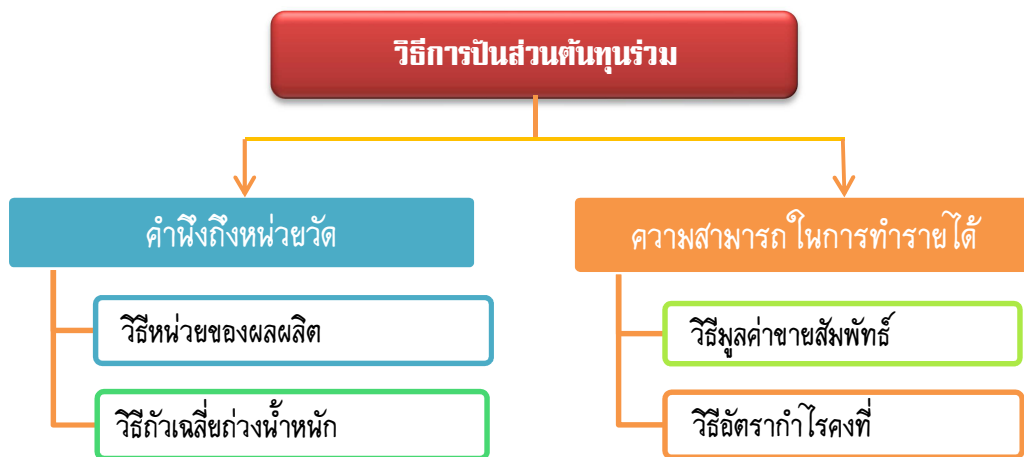 วิธีการปันส่วนต้นทุนร่วม
คำนึงถึงหน่วยวัด
ความสามารถในการทำรายได้
วิธีหน่วยของผลผลิต
วิธีมูลค่าขายสัมพัทธ์
วิธีถัวเฉลี่ยถ่วงน้ำหนัก
วิธีอัตรากำไรคงที่